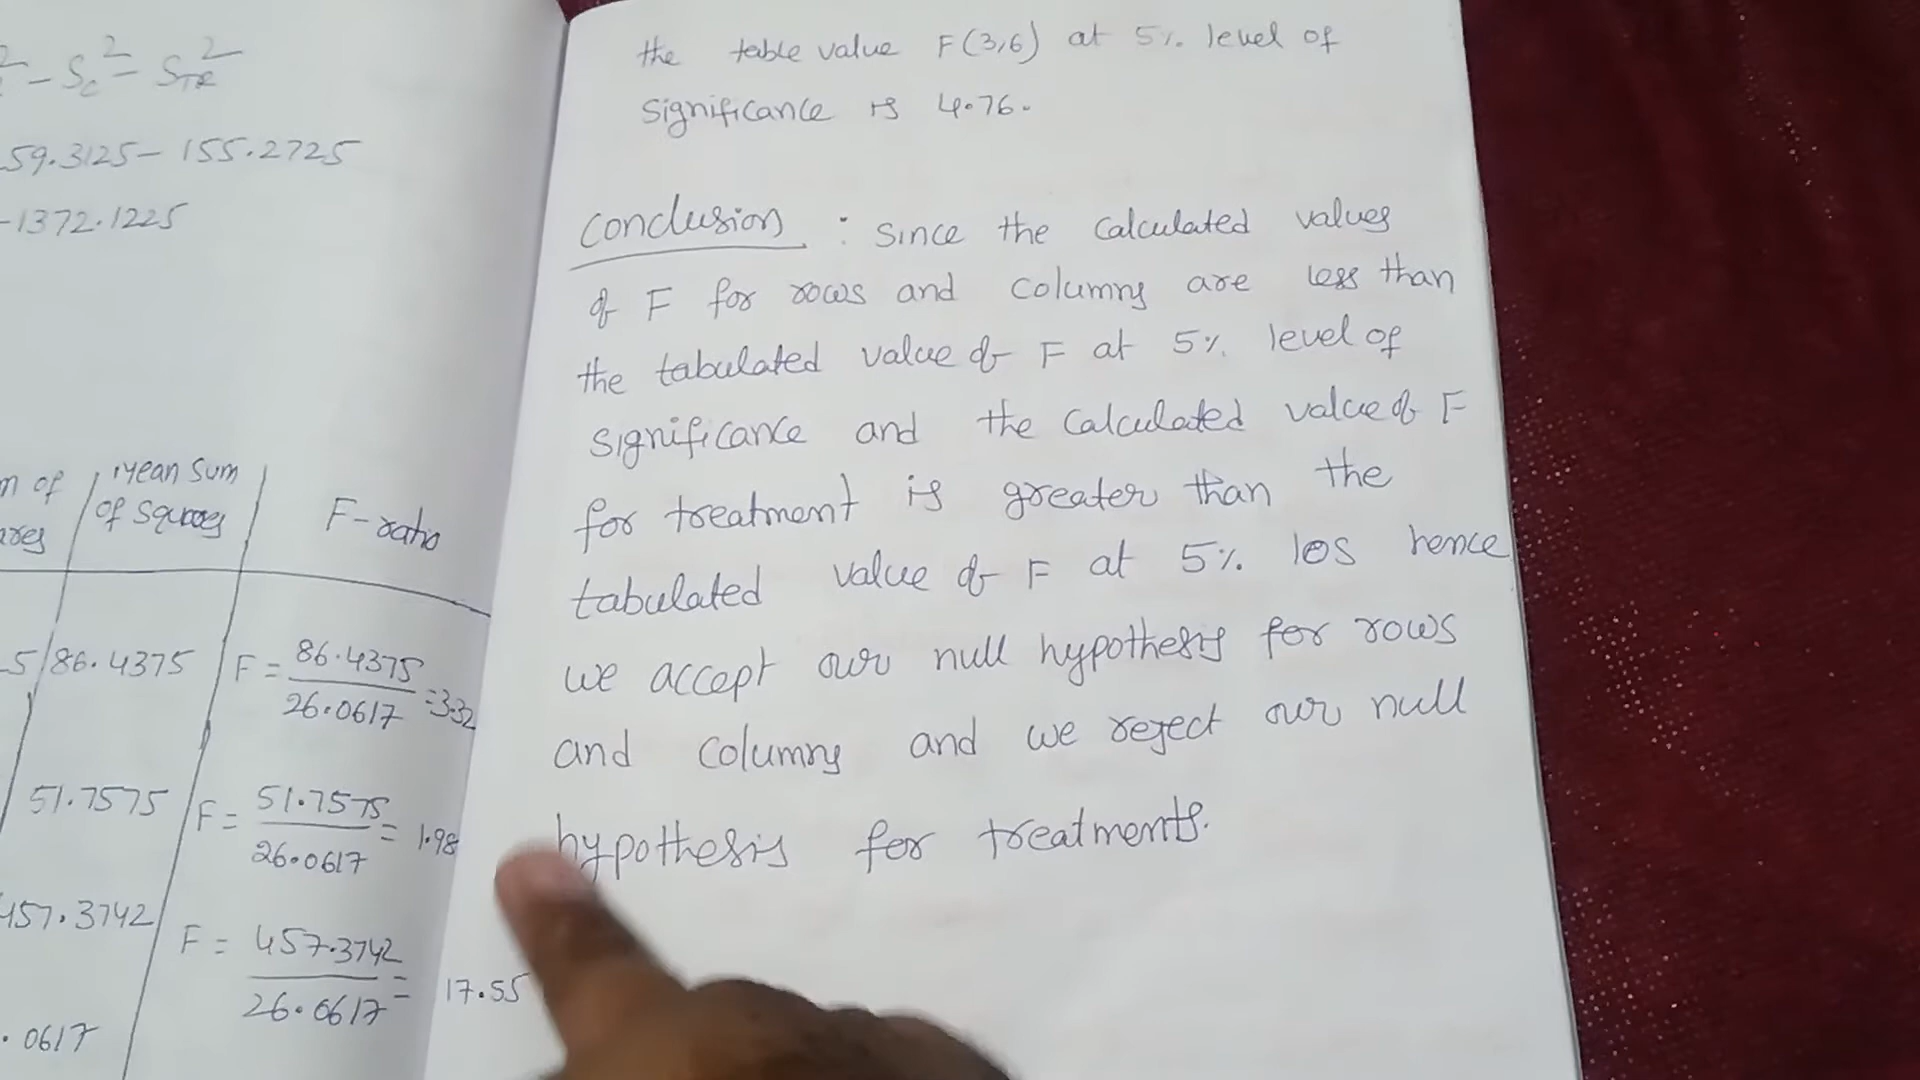 - Sc² - STR²
59.3125 - 155.2725
-1372.1225
Mean Sum
of Squares
F-ratio
86.4375
F = 86.4375 / 26.0617 = 3.32
51.7575
F = 51.7575 / 26.0617 = 1.98
457.3742
F = 457.3742 / 26.0617 = 17.55
.0617
the table value F(3,6) at 5% level of
significance is 4.76.
Conclusion : Since the calculated values
of F for rows and columns are less than
the tabulated value of F at 5% level of
significance and the calculated value of F
for treatment is greater than the
tabulated value of F at 5% los hence
we accept our null hypothesis for rows
and columns and we reject our null
hypothesis for treatments.